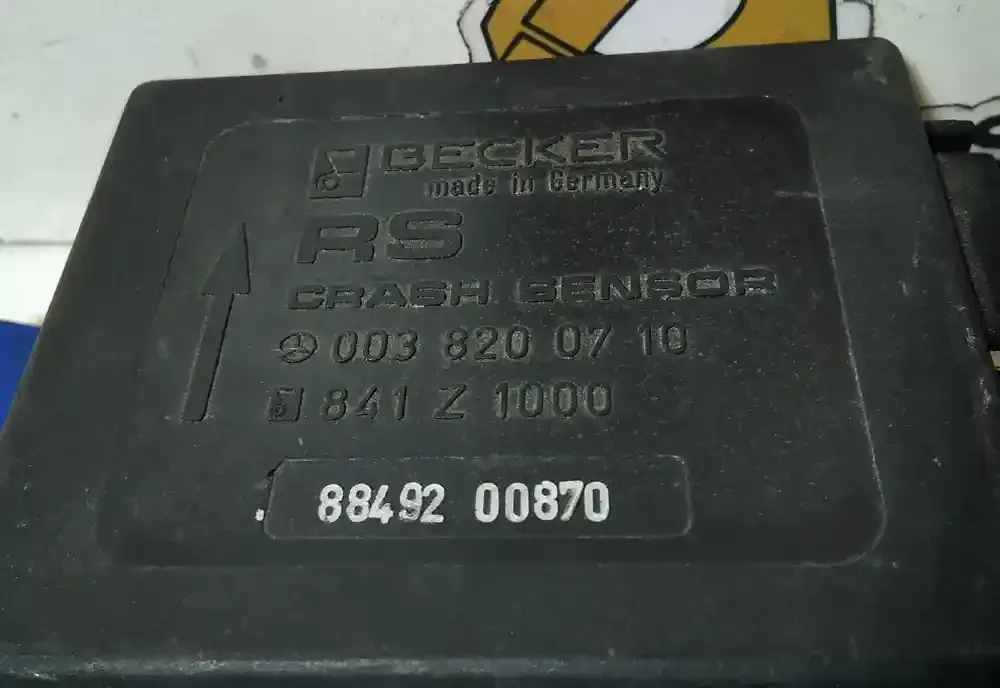 BECKER
made in Germany
RS
CRASH SENSOR
003 820 07 10
841 Z 1000
88492 00870